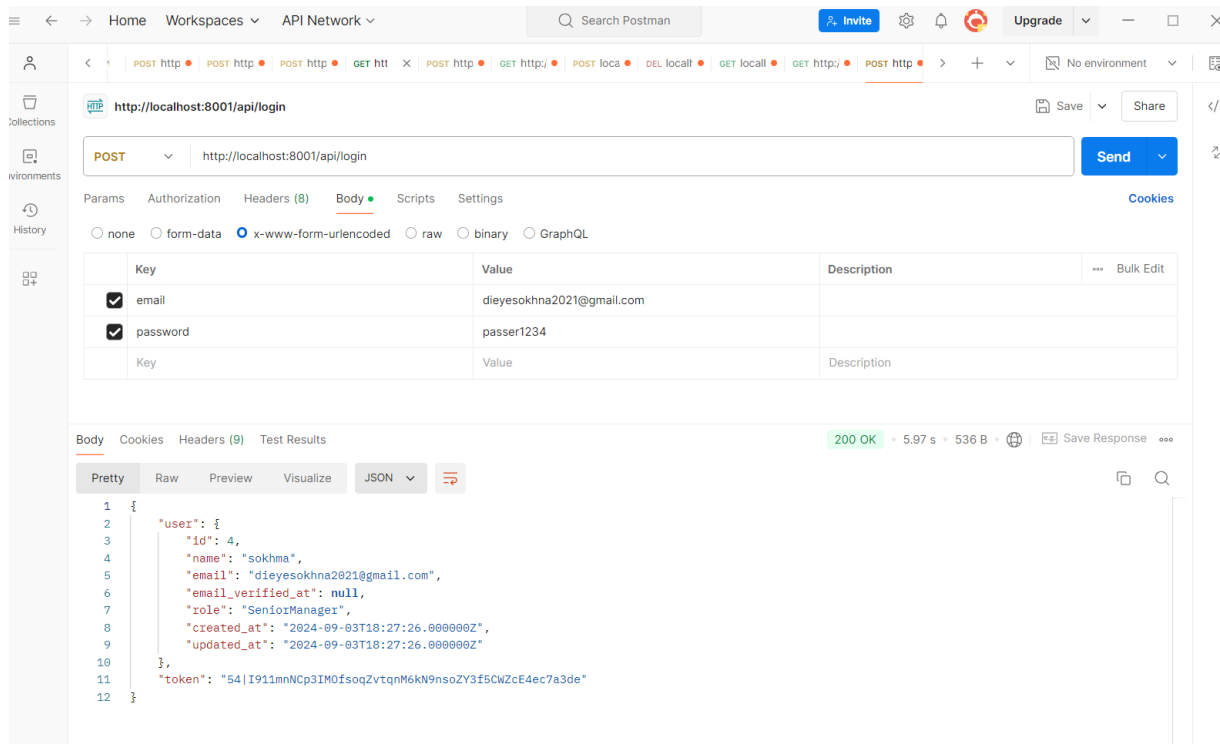 Home Workspaces API Network Search Postman Invite Upgrade
POST http POST http POST http GET htt POST http GET http:/ POST loca DEL localh GET locall GET http:/ POST http No environment
HTTP http://localhost:8001/api/login Save Share
Collections
POST http://localhost:8001/api/login Send
vironments
Params Authorization Headers (8) Body Scripts Settings Cookies
History
none form-data x-www-form-urlencoded raw binary GraphQL
Key Value Description Bulk Edit
email dieyesokhna2021@gmail.com
password passer1234
Key Value Description
Body Cookies Headers (9) Test Results 200 OK 5.97 s 536 B Save Response
Pretty Raw Preview Visualize JSON
1 {
2 "user": {
3 "id": 4,
4 "name": "sokhma",
5 "email": "dieyesokhna2021@gmail.com",
6 "email_verified_at": null,
7 "role": "SeniorManager",
8 "created_at": "2024-09-03T18:27:26.000000Z",
9 "updated_at": "2024-09-03T18:27:26.000000Z"
10 },
11 "token": "54|I911mnNCp3IMOfsoqZvtqnM6kN9nsoZY3f5CWZcE4ec7a3de"
12 }